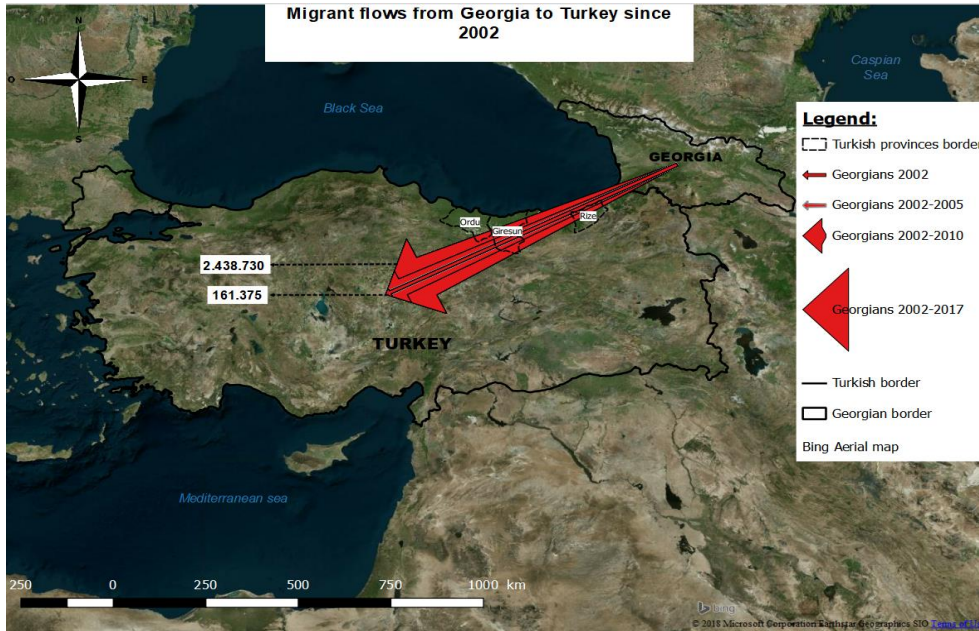 Migrant flows from Georgia to Turkey since
2002
N
O
E
S
Black Sea
Caspian
Sea
GEORGIA
Ordu
Giresun
Rize
2.438.730
161.375
TURKEY
Mediterranean sea
Legend:
Turkish provinces border
Georgians 2002
Georgians 2002-2005
Georgians 2002-2010
Georgians 2002-2017
Turkish border
Georgian border
Bing Aerial map
250 0 250 500 750 1000 km
bing
© 2018 Microsoft Corporation Earthstar Geographics SIO Terms of